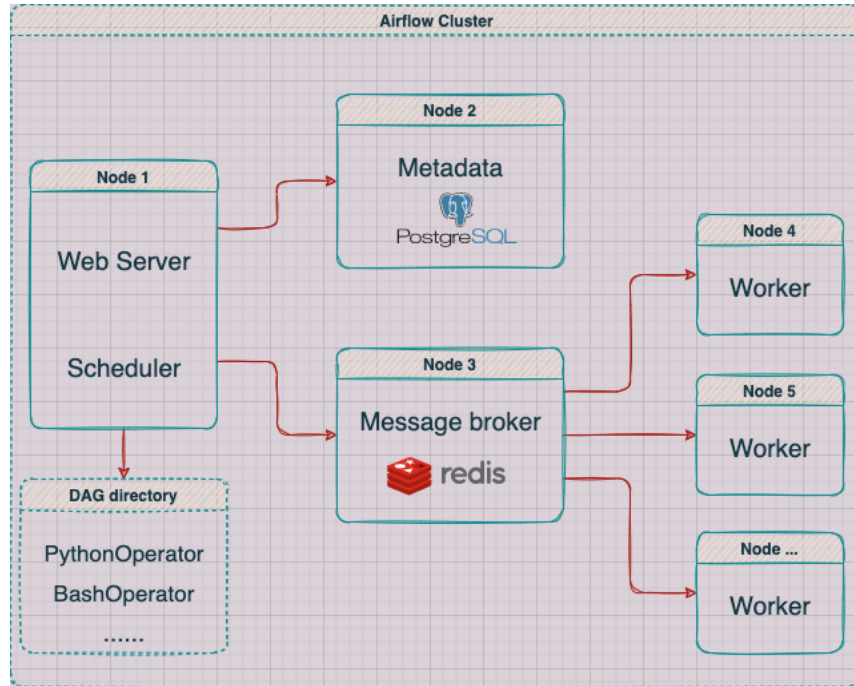 Airflow Cluster
Node 1
Web Server
Scheduler
DAG directory
PythonOperator
BashOperator
......
Node 2
Metadata
PostgreSQL
Node 3
Message broker
redis
Node 4
Worker
Node 5
Worker
Node ...
Worker